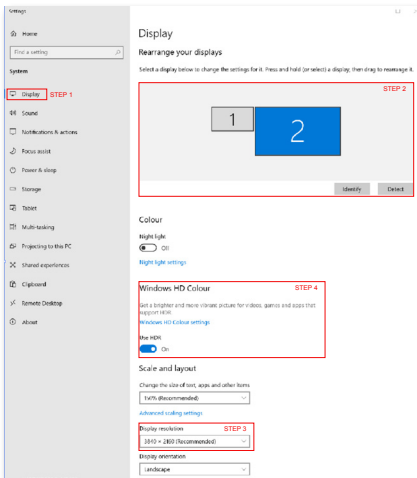 Settings
Home
Find a setting
System
Display STEP 1
Sound
Notifications & actions
Focus assist
Power & sleep
Storage
Tablet
Multi-tasking
Projecting to this PC
Shared experiences
Clipboard
Remote Desktop
About
Display
Rearrange your displays
Select a display below to change the settings for it. Press and hold (or select) a display, then drag to rearrange it.
STEP 2
1 2
Identify Detect
Colour
Night light
Off
Night light settings
Windows HD Colour STEP 4
Get a brighter and more vibrant picture for videos, games and apps that
support HDR.
Windows HD Colour settings
Use HDR
On
Scale and layout
Change the size of text, apps and other items
Advanced scaling settings
Display resolution STEP 3
3840 × 2160 (Recommended)
Display orientation
Landscape